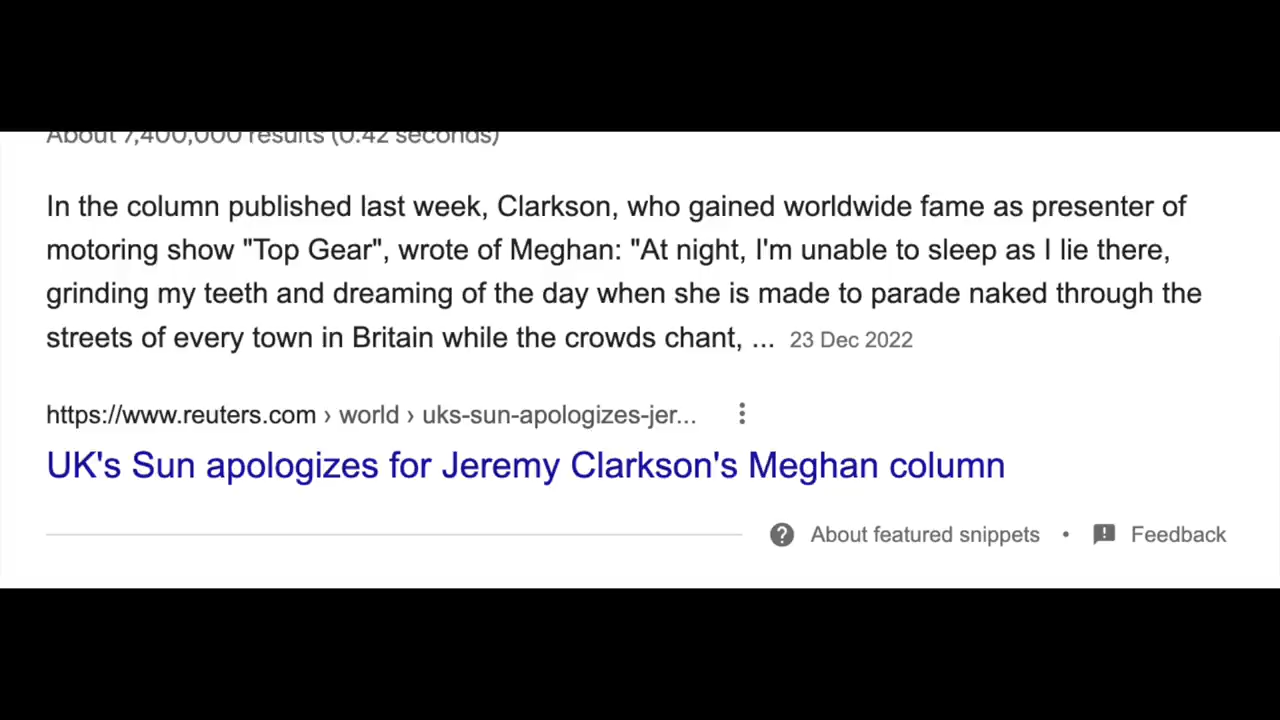 About 7,400,000 results (0.42 seconds)
In the column published last week, Clarkson, who gained worldwide fame as presenter of
motoring show "Top Gear", wrote of Meghan: "At night, I'm unable to sleep as I lie there,
grinding my teeth and dreaming of the day when she is made to parade naked through the
streets of every town in Britain while the crowds chant, ... 23 Dec 2022
https://www.reuters.com › world › uks-sun-apologizes-jer...
UK's Sun apologizes for Jeremy Clarkson's Meghan column
About featured snippets • Feedback